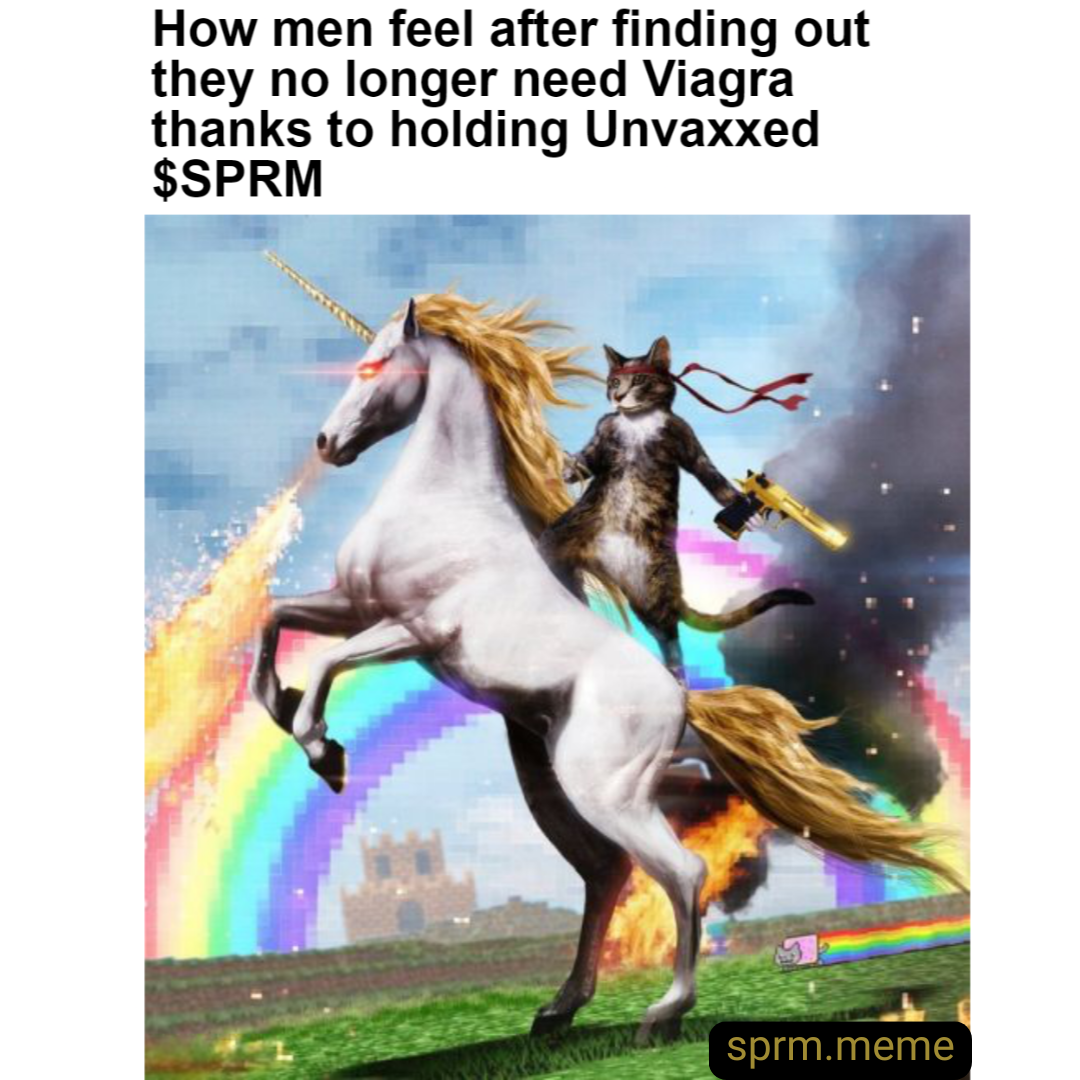 How men feel after finding out
they no longer need Viagra
thanks to holding Unvaxxed
$SPRM
sprm.meme